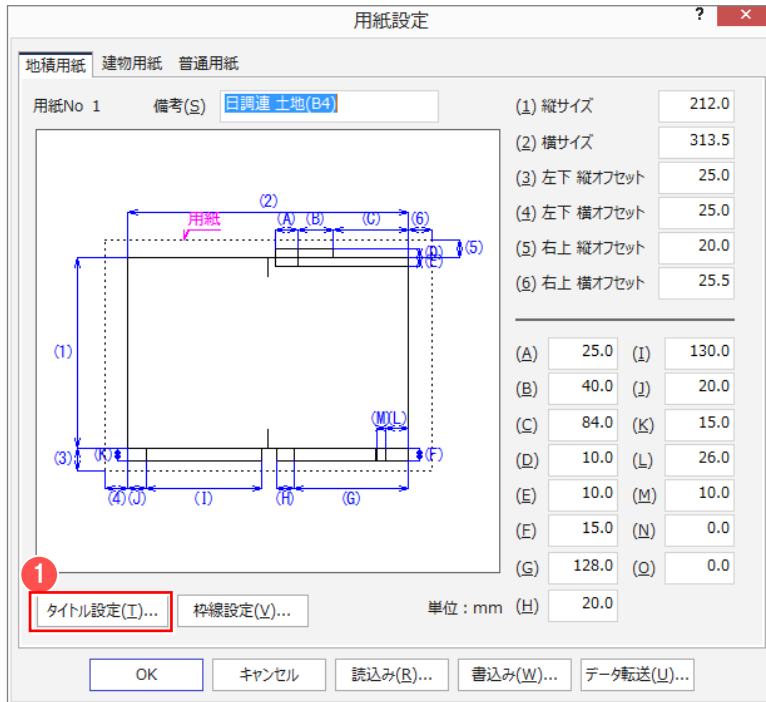 用紙設定
? ×
地積用紙 建物用紙 普通用紙
用紙No 1 備考(S) 日調連 土地(B4)
(1) 縦サイズ 212.0
(2) 横サイズ 313.5
(3) 左下 縦オフセット 25.0
(4) 左下 横オフセット 25.0
(5) 右上 縦オフセット 20.0
(6) 右上 横オフセット 25.5
(2)
用紙 (A) (B) (C) (6)
(D) (5)
(E)
(1)
(M)(L)
(3) (K) (F)
(4)(J) (I) (H) (G)
(A) 25.0 (I) 130.0
(B) 40.0 (J) 20.0
(C) 84.0 (K) 15.0
(D) 10.0 (L) 26.0
(E) 10.0 (M) 10.0
(F) 15.0 (N) 0.0
(G) 128.0 (O) 0.0
(H) 20.0
1
タイトル設定(T)... 枠線設定(V)... 単位：mm
OK キャンセル 読込み(R)... 書込み(W)... データ転送(U)...